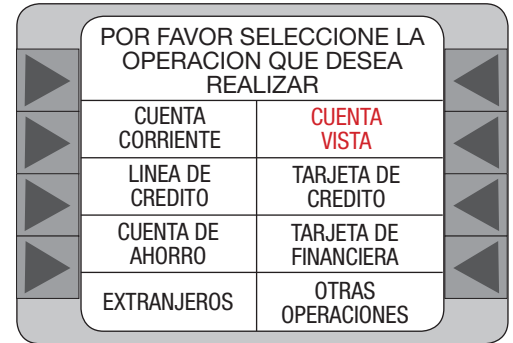 POR FAVOR SELECCIONE LA
OPERACION QUE DESEA
REALIZAR
CUENTA
CORRIENTE
CUENTA
VISTA
LINEA DE
CREDITO
TARJETA DE
CREDITO
CUENTA DE
AHORRO
TARJETA DE
FINANCIERA
EXTRANJEROS
OTRAS
OPERACIONES